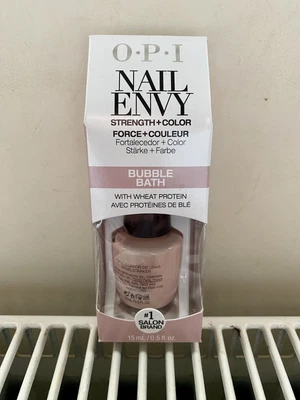 O·P·I
NAIL
ENVY
STRENGTH+COLOR
FORCE+COULEUR
Fortalecedor + Color
Stärke + Farbe
BUBBLE
BATH
WITH WHEAT PROTEIN
AVEC PROTÉINES DE BLÉ
#1
SALON
BRAND
15 mL / 0.5 fl. oz.